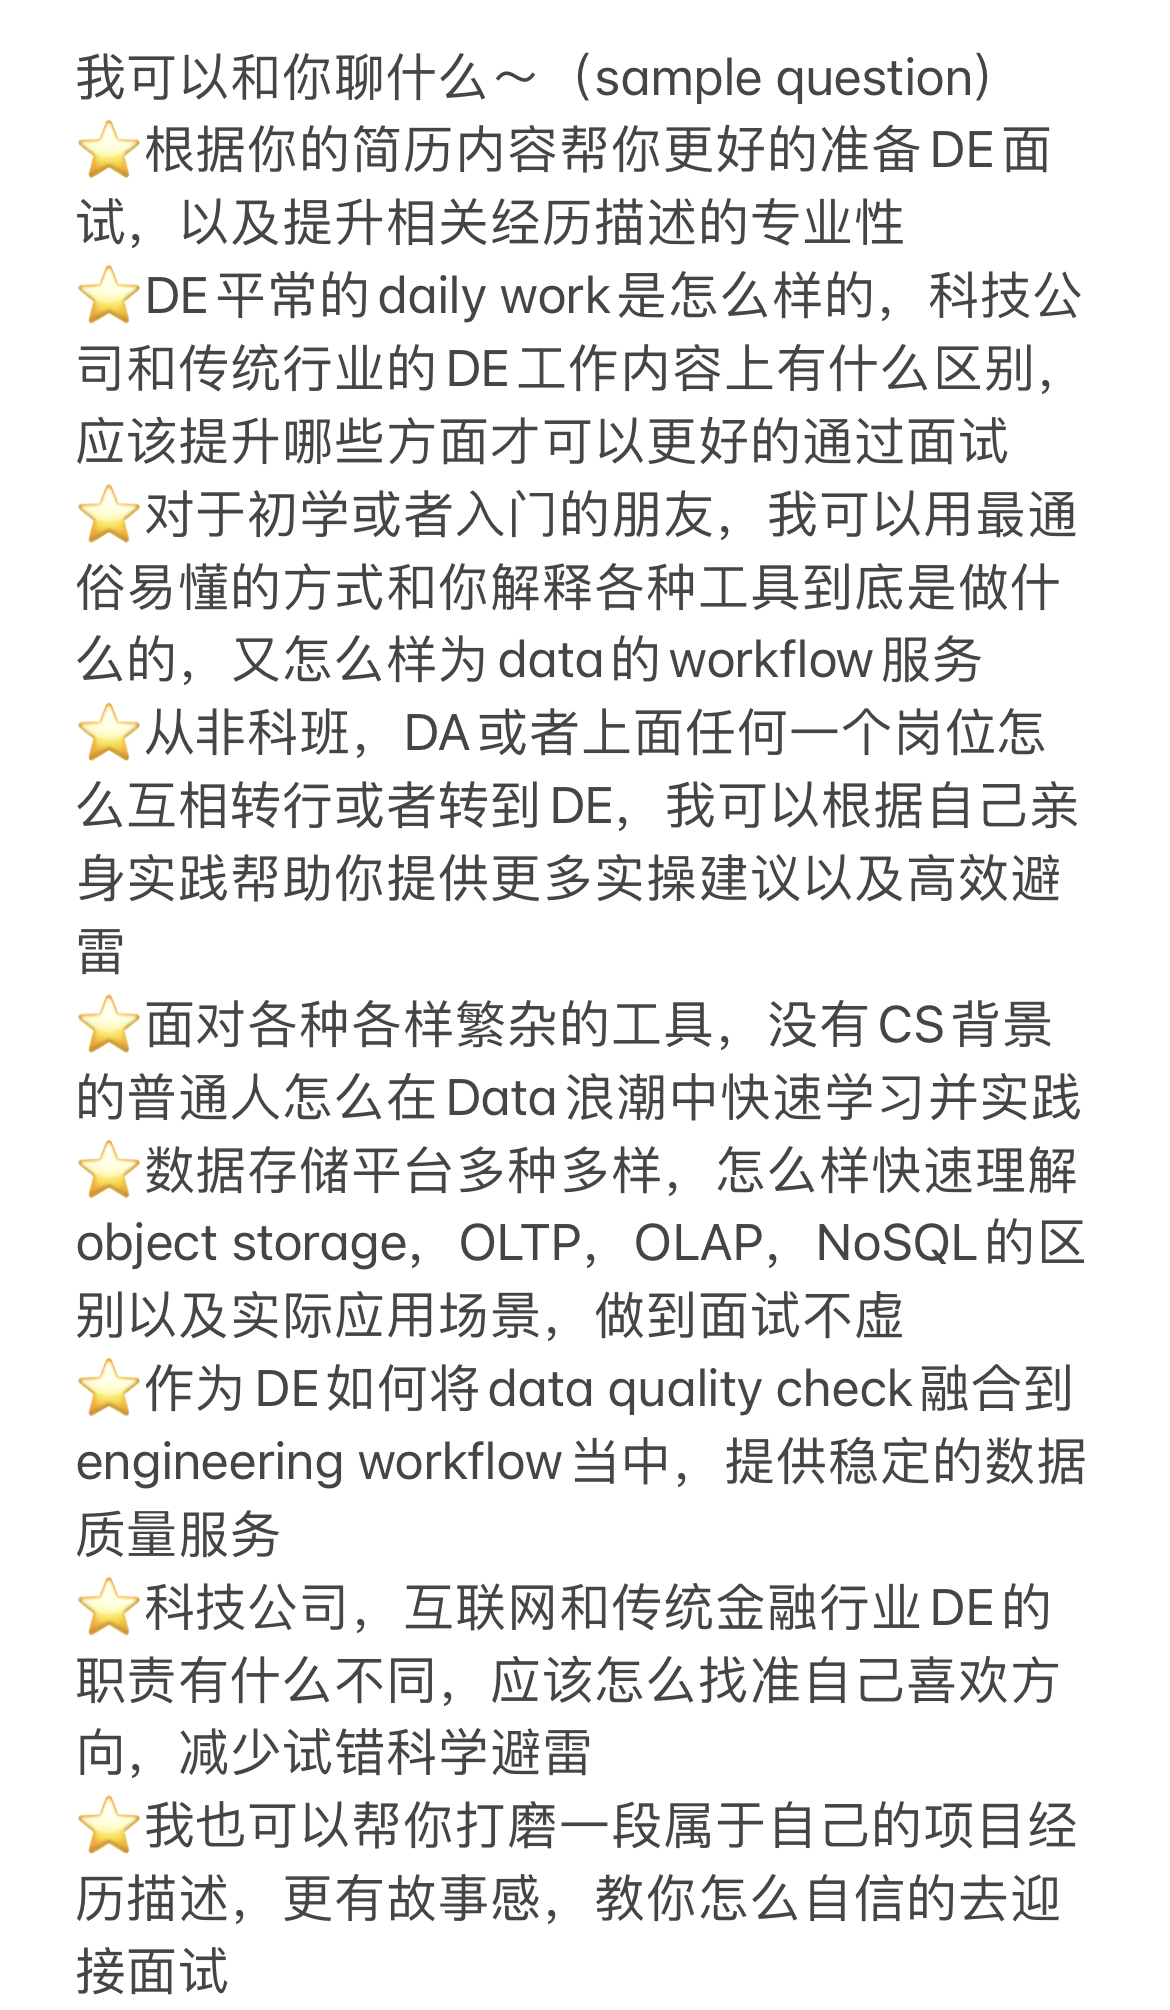 我可以和你聊什么～（sample question）
⭐根据你的简历内容帮你更好的准备DE面
试，以及提升相关经历描述的专业性
⭐DE平常的daily work是怎么样的，科技公
司和传统行业的DE工作内容上有什么区别，
应该提升哪些方面才可以更好的通过面试
⭐对于初学或者入门的朋友，我可以用最通
俗易懂的方式和你解释各种工具到底是做什
么的，又怎么样为data的workflow服务
⭐从非科班，DA或者上面任何一个岗位怎
么互相转行或者转到DE，我可以根据自己亲
身实践帮助你提供更多实操建议以及高效避
雷
⭐面对各种各样繁杂的工具，没有CS背景
的普通人怎么在Data浪潮中快速学习并实践
⭐数据存储平台多种多样，怎么样快速理解
object storage，OLTP，OLAP，NoSQL的区
别以及实际应用场景，做到面试不虚
⭐作为DE如何将data quality check融合到
engineering workflow当中，提供稳定的数据
质量服务
⭐科技公司，互联网和传统金融行业DE的
职责有什么不同，应该怎么找准自己喜欢方
向，减少试错科学避雷
⭐我也可以帮你打磨一段属于自己的项目经
历描述，更有故事感，教你怎么自信的去迎
接面试